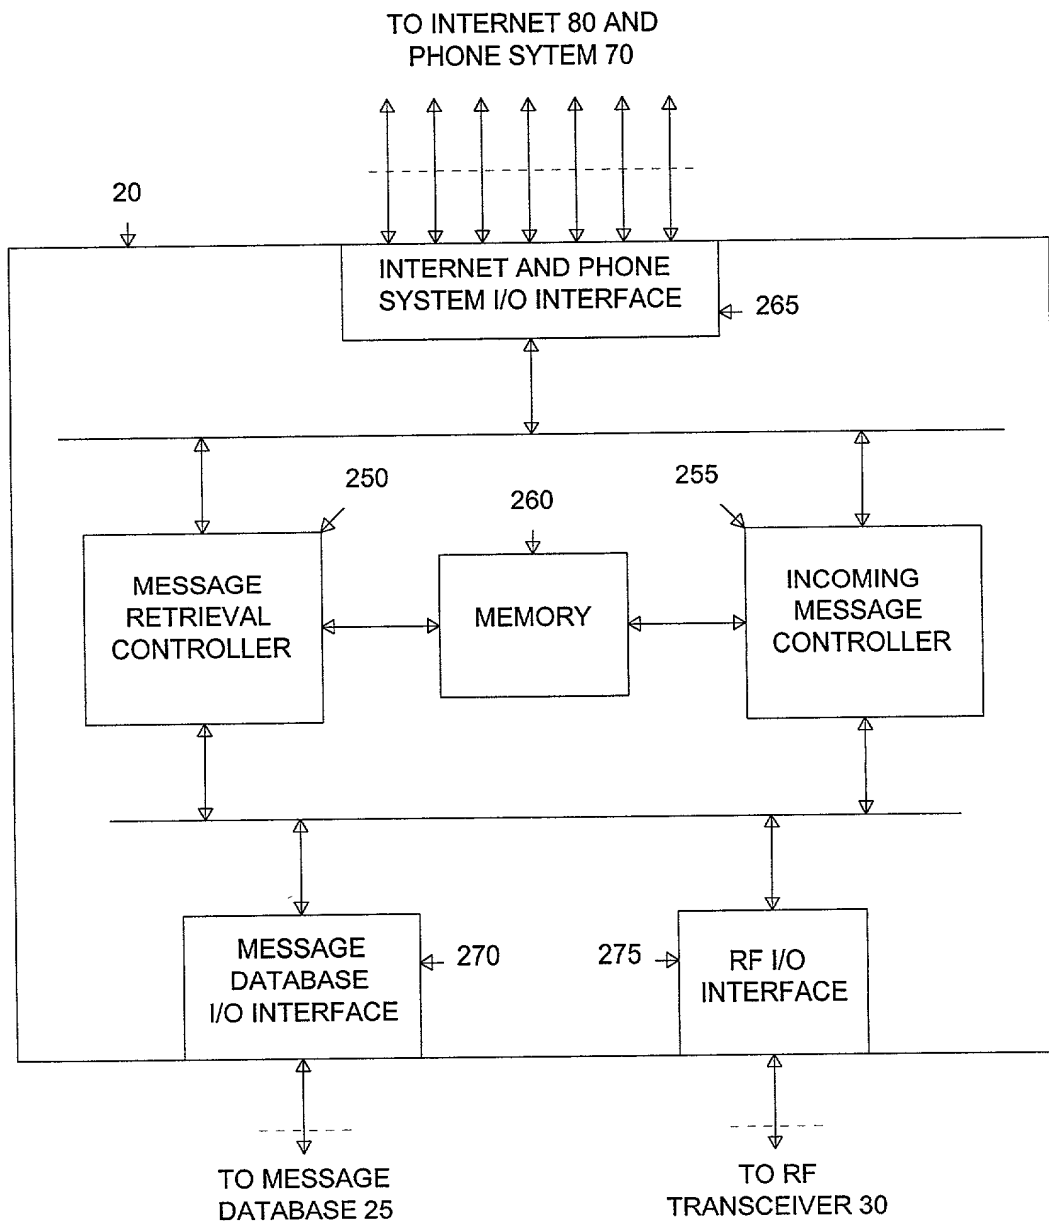 TO INTERNET 80 AND
PHONE SYTEM 70
20
INTERNET AND PHONE
SYSTEM I/O INTERFACE
265
250
260
255
MESSAGE
RETRIEVAL
CONTROLLER
MEMORY
INCOMING
MESSAGE
CONTROLLER
MESSAGE
DATABASE
I/O INTERFACE
270
275
RF I/O
INTERFACE
TO MESSAGE
DATABASE 25
TO RF
TRANSCEIVER 30